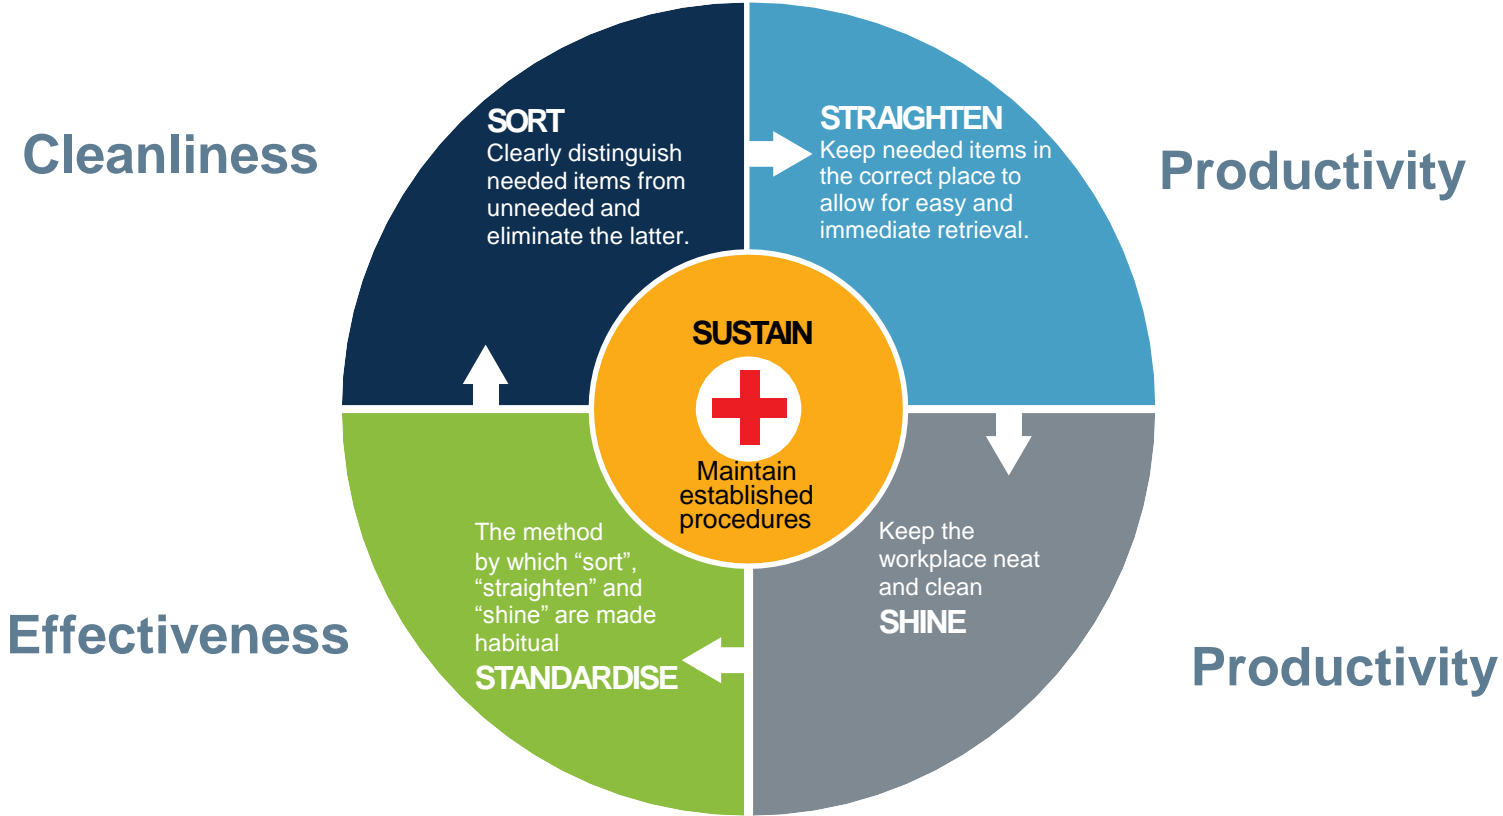 Cleanliness
SORT
Clearly distinguish
needed items from
unneeded and
eliminate the latter.
STRAIGHTEN
Keep needed items in
the correct place to
allow for easy and
immediate retrieval.
Productivity
SUSTAIN
Maintain
established
procedures
Effectiveness
The method
by which “sort”,
“straighten” and
“shine” are made
habitual
STANDARDISE
Keep the
workplace neat
and clean
SHINE
Productivity